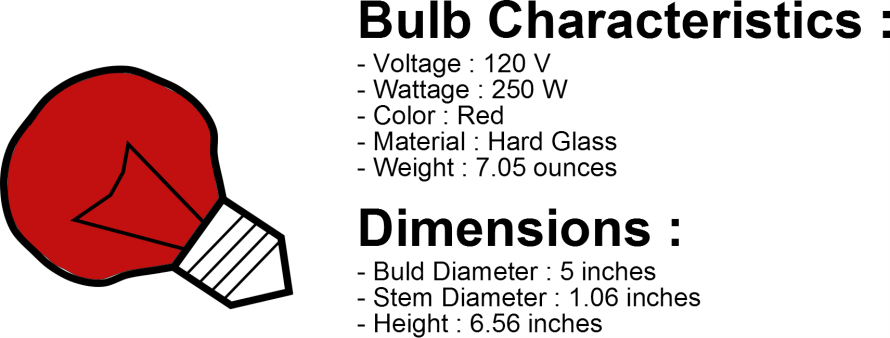 Bulb Characteristics :
- Voltage : 120 V
- Wattage : 250 W
- Color : Red
- Material : Hard Glass
- Weight : 7.05 ounces
Dimensions :
- Buld Diameter : 5 inches
- Stem Diameter : 1.06 inches
- Height : 6.56 inches